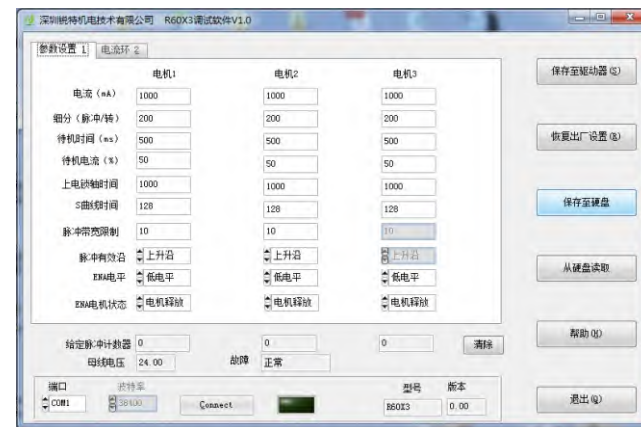 深圳锐特机电技术有限公司 R60X3调试软件V1.0
参数设置 1 电流环 2
电机1 电机2 电机3
电流（mA） 1000 1000 1000
细分（脉冲/转） 200 200 200
待机时间（ms） 500 500 500
待机电流（%） 50 50 50
上电锁轴时间 1000 1000 1000
S曲线时间 128 128 128
脉冲带宽限制 10 10 10
脉冲有效沿 上升沿 上升沿 上升沿
ENA电平 低电平 低电平 低电平
ENA电机状态 电机释放 电机释放 电机释放
给定脉冲计数器 0 0 0 清除
母线电压 24.00 故障 正常
端口 波特率 型号 版本
COM1 38400 Connect R60X3 0.00
保存至驱动器(S)
恢复出厂设置(R)
保存至硬盘
从硬盘读取
帮助(H)
退出(Q)